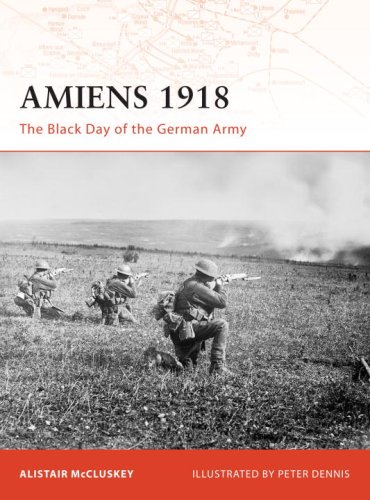 AMIENS 1918
The Black Day of the German Army
ALISTAIR McCLUSKEY
ILLUSTRATED BY PETER DENNIS